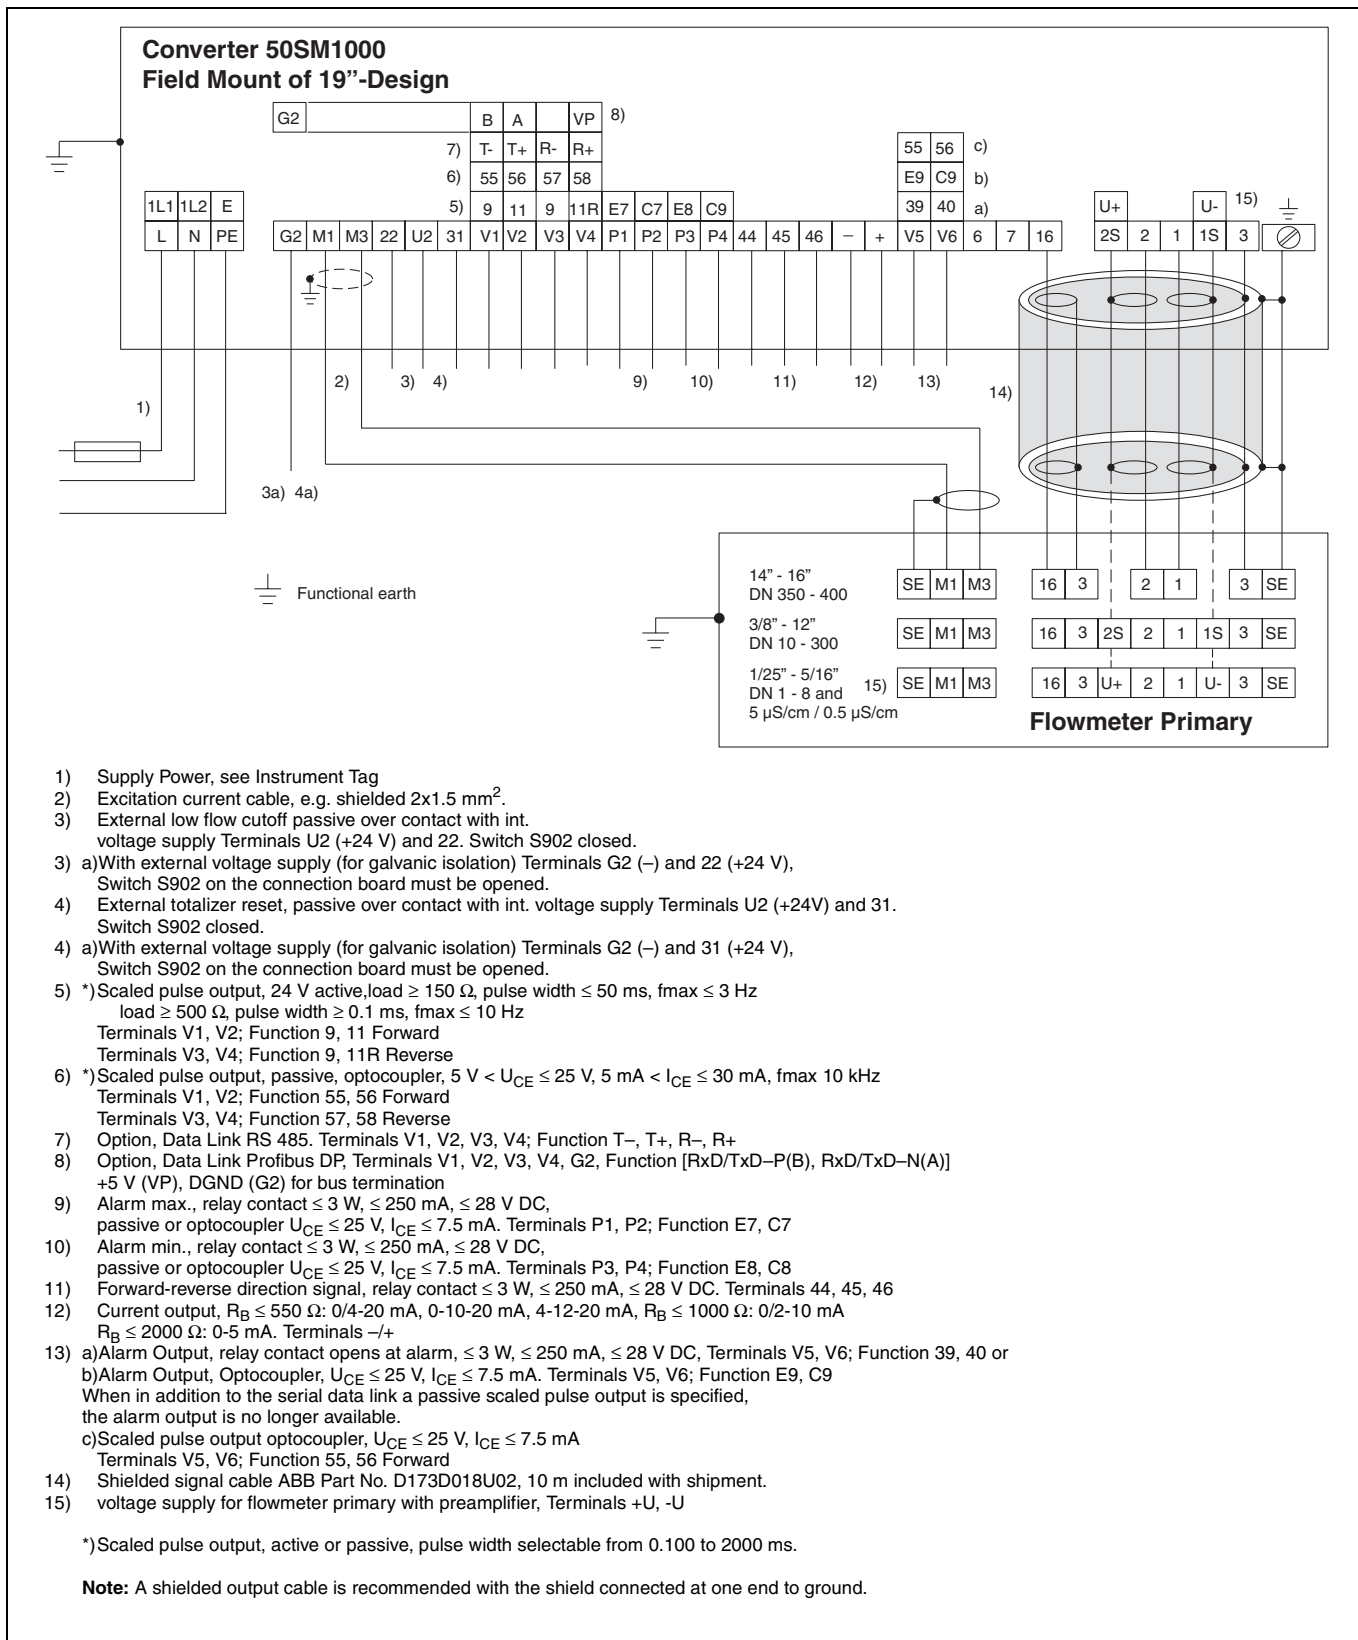 Converter 50SM1000
Field Mount of 19”-Design
G2 B A VP 8)
7) T- T+ R- R+ 55 56 c)
6) 55 56 57 58 E9 C9 b)
1L1 1L2 E 5) 9 11 9 11R E7 C7 E8 C9 39 40 a) U+ U- 15)
L N PE G2 M1 M3 22 U2 31 V1 V2 V3 V4 P1 P2 P3 P4 44 45 46 – + V5 V6 6 7 16 2S 2 1 1S 3
2) 3) 4) 9) 10) 11) 12) 13) 14)
1)
3a) 4a)
Functional earth
14” - 16”
DN 350 - 400
SE M1 M3 16 3 2 1 3 SE
3/8” - 12”
DN 10 - 300
SE M1 M3 16 3 2S 2 1 1S 3 SE
1/25” - 5/16”
DN 1 - 8 and 15)
5 µS/cm / 0.5 µS/cm
SE M1 M3 16 3 U+ 2 1 U- 3 SE
Flowmeter Primary
1) Supply Power, see Instrument Tag
2) Excitation current cable, e.g. shielded 2x1.5 mm².
3) External low flow cutoff passive over contact with int.
voltage supply Terminals U2 (+24 V) and 22. Switch S902 closed.
3) a)With external voltage supply (for galvanic isolation) Terminals G2 (–) and 22 (+24 V),
Switch S902 on the connection board must be opened.
4) External totalizer reset, passive over contact with int. voltage supply Terminals U2 (+24V) and 31.
Switch S902 closed.
4) a)With external voltage supply (for galvanic isolation) Terminals G2 (–) and 31 (+24 V),
Switch S902 on the connection board must be opened.
5) *)Scaled pulse output, 24 V active,load ≥ 150 Ω, pulse width ≤ 50 ms, fmax ≤ 3 Hz
load ≥ 500 Ω, pulse width ≥ 0.1 ms, fmax ≤ 10 Hz
Terminals V1, V2; Function 9, 11 Forward
Terminals V3, V4; Function 9, 11R Reverse
6) *)Scaled pulse output, passive, optocoupler, 5 V < UCE ≤ 25 V, 5 mA < ICE ≤ 30 mA, fmax 10 kHz
Terminals V1, V2; Function 55, 56 Forward
Terminals V3, V4; Function 57, 58 Reverse
7) Option, Data Link RS 485. Terminals V1, V2, V3, V4; Function T–, T+, R–, R+
8) Option, Data Link Profibus DP, Terminals V1, V2, V3, V4, G2, Function [RxD/TxD–P(B), RxD/TxD–N(A)]
+5 V (VP), DGND (G2) for bus termination
9) Alarm max., relay contact ≤ 3 W, ≤ 250 mA, ≤ 28 V DC,
passive or optocoupler UCE ≤ 25 V, ICE ≤ 7.5 mA. Terminals P1, P2; Function E7, C7
10) Alarm min., relay contact ≤ 3 W, ≤ 250 mA, ≤ 28 V DC,
passive or optocoupler UCE ≤ 25 V, ICE ≤ 7.5 mA. Terminals P3, P4; Function E8, C8
11) Forward-reverse direction signal, relay contact ≤ 3 W, ≤ 250 mA, ≤ 28 V DC. Terminals 44, 45, 46
12) Current output, RB ≤ 550 Ω: 0/4-20 mA, 0-10-20 mA, 4-12-20 mA, RB ≤ 1000 Ω: 0/2-10 mA
RB ≤ 2000 Ω: 0-5 mA. Terminals –/+
13) a)Alarm Output, relay contact opens at alarm, ≤ 3 W, ≤ 250 mA, ≤ 28 V DC, Terminals V5, V6; Function 39, 40 or
b)Alarm Output, Optocoupler, UCE ≤ 25 V, ICE ≤ 7.5 mA. Terminals V5, V6; Function E9, C9
When in addition to the serial data link a passive scaled pulse output is specified,
the alarm output is no longer available.
c)Scaled pulse output optocoupler, UCE ≤ 25 V, ICE ≤ 7.5 mA
Terminals V5, V6; Function 55, 56 Forward
14) Shielded signal cable ABB Part No. D173D018U02, 10 m included with shipment.
15) voltage supply for flowmeter primary with preamplifier, Terminals +U, -U
*)Scaled pulse output, active or passive, pulse width selectable from 0.100 to 2000 ms.
Note: A shielded output cable is recommended with the shield connected at one end to ground.